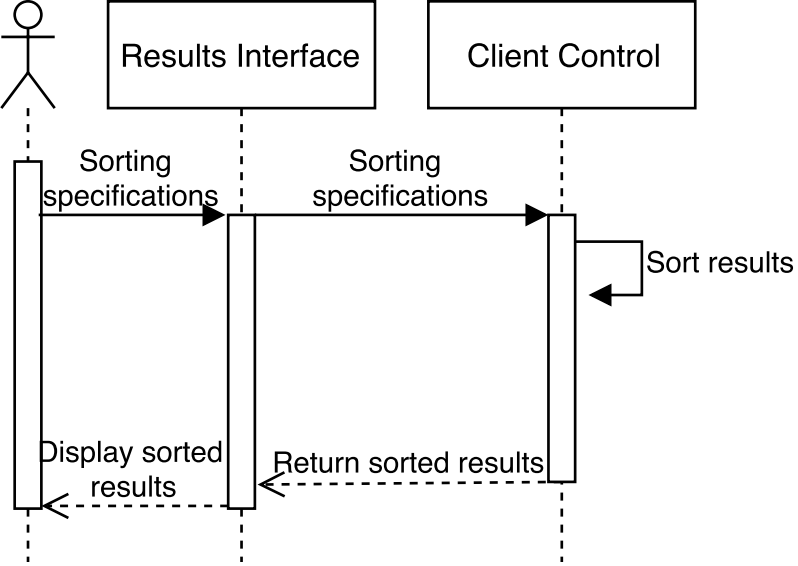 Results Interface
Client Control
Sorting
specifications
Sorting
specifications
Sort results
Display sorted
results
Return sorted results